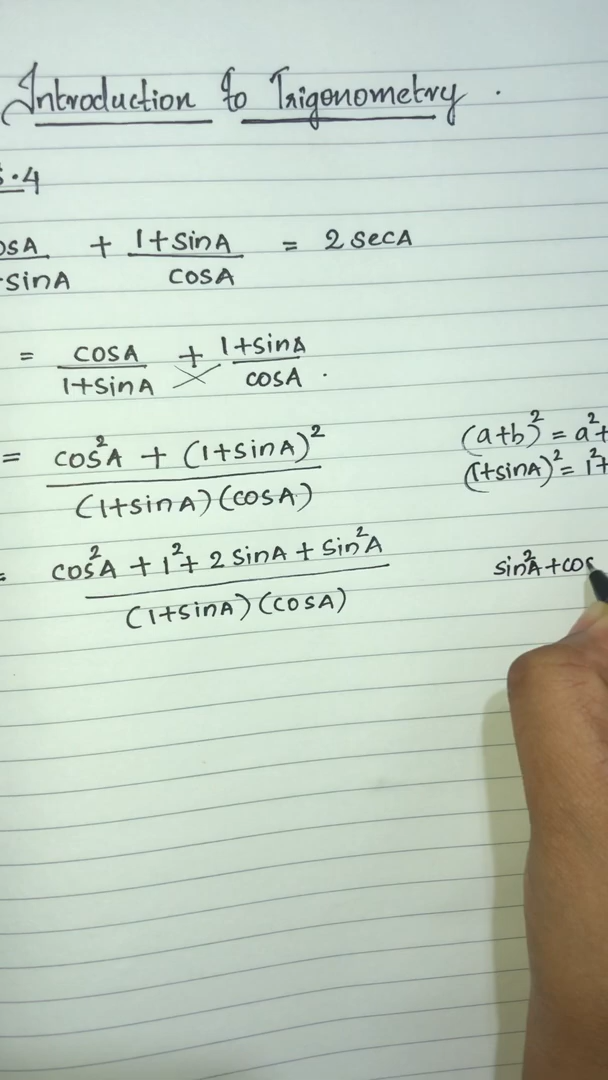 Introduction to Trigonometry.
.4
cosA/sinA + 1+sinA/cosA = 2 secA
= cosA/1+sinA + 1+sinA/cosA.
= cos²A + (1+sinA)²/(1+sinA)(cosA)
(a+b)² = a²+
(1+sinA)² = 1²+
= cos²A + 1² + 2 sinA + sin²A/(1+sinA)(cosA)
sin²A + cos